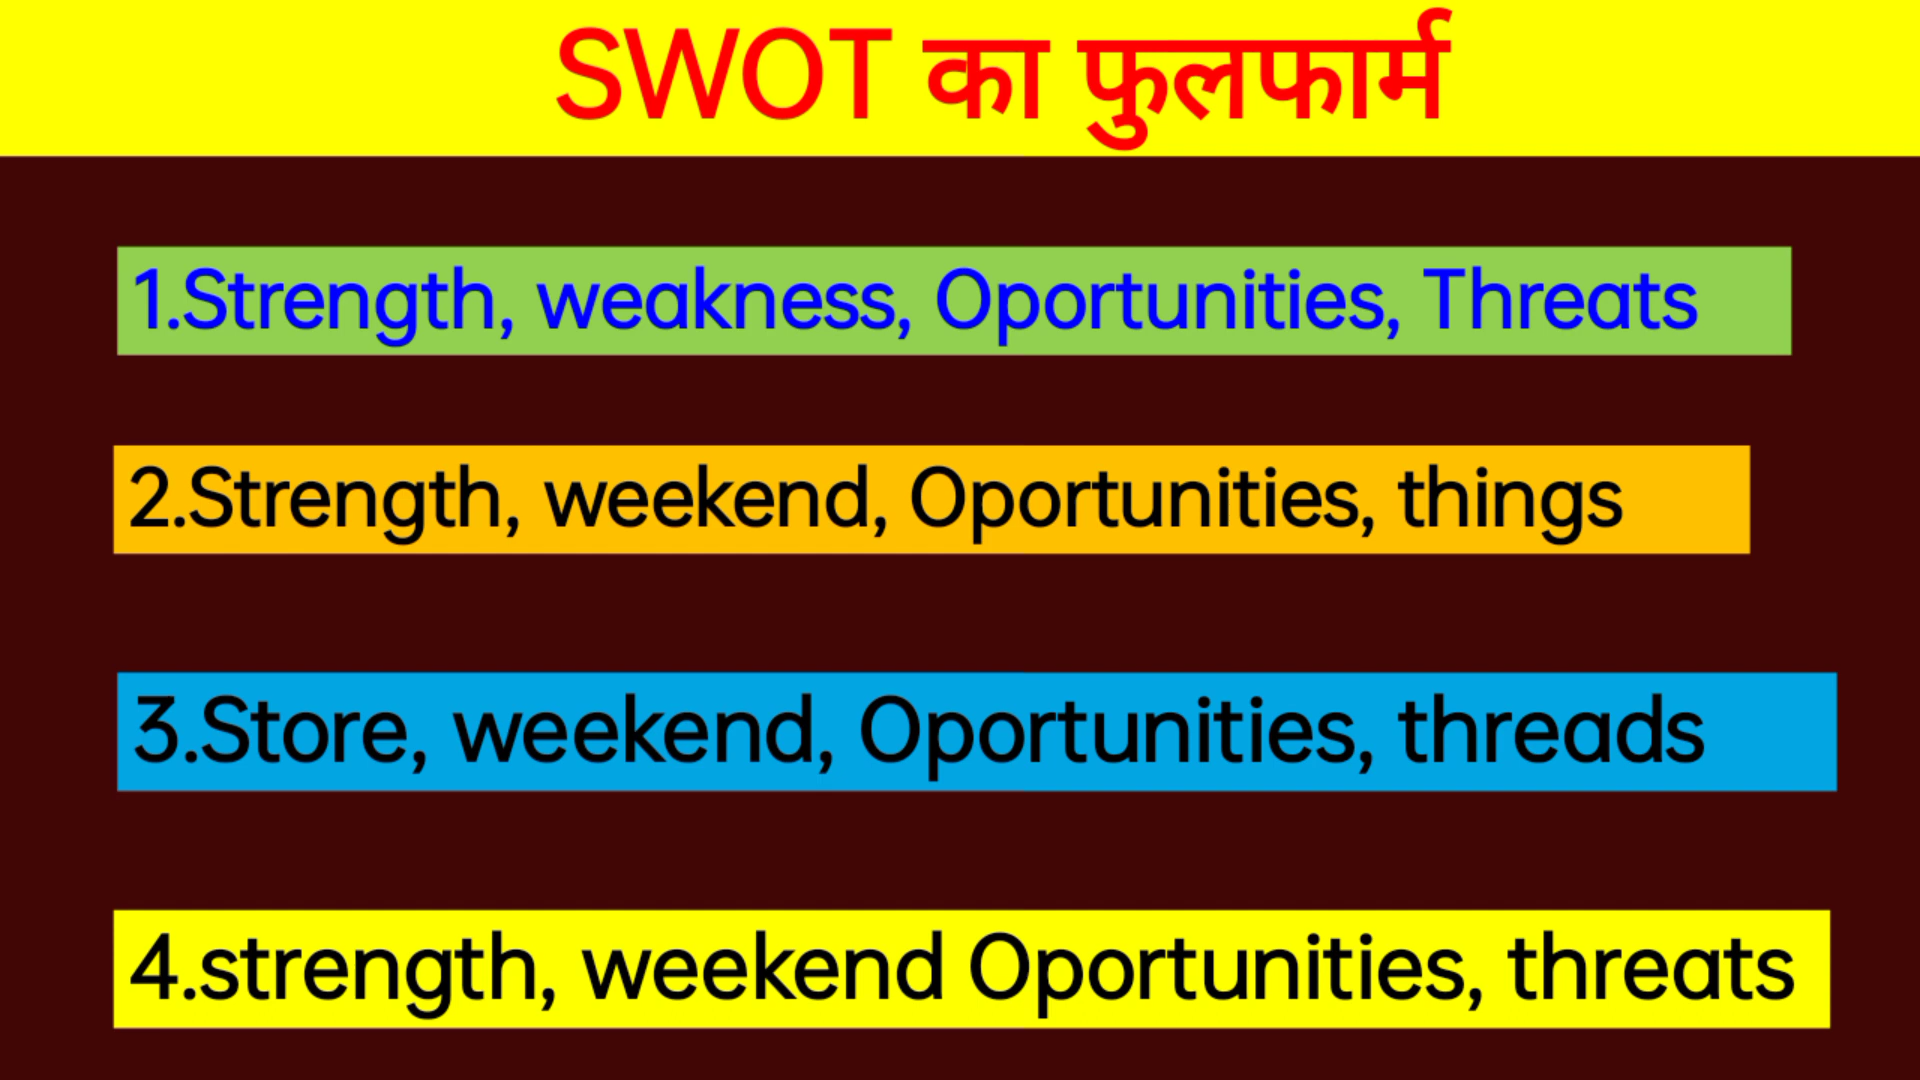 SWOT का फुलफार्म
1.Strength, weakness, Oportunities, Threats
2.Strength, weekend, Oportunities, things
3.Store, weekend, Oportunities, threads
4.strength, weekend Oportunities, threats